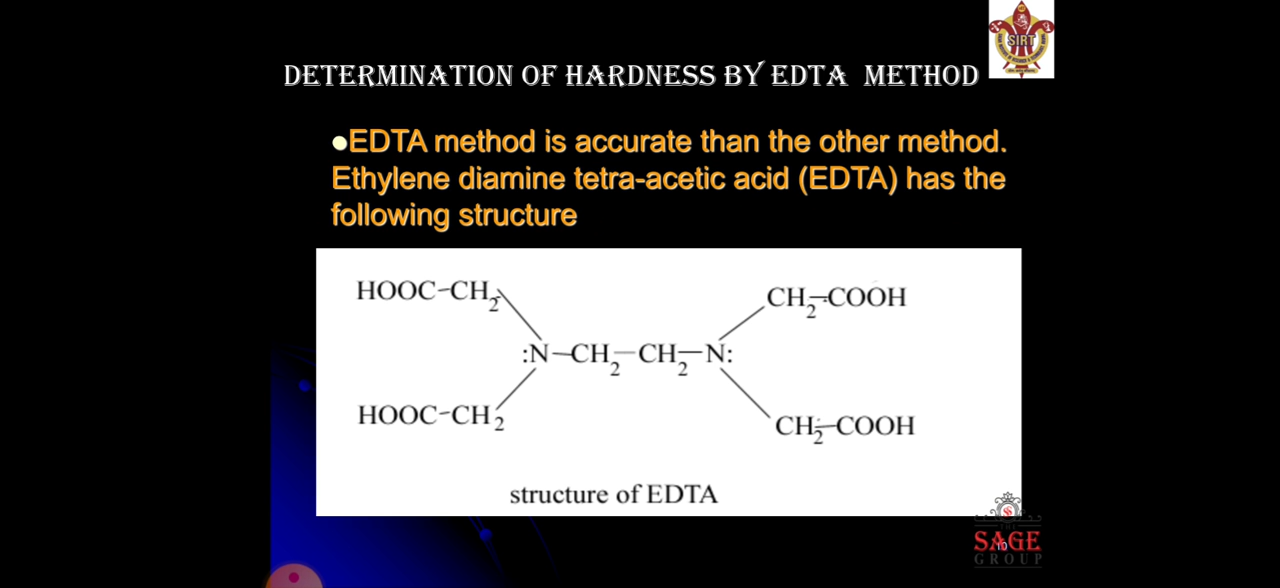 SIRT
DETERMINATION OF HARDNESS BY EDTA METHOD
●EDTA method is accurate than the other method.
Ethylene diamine tetra-acetic acid (EDTA) has the
following structure
HOOC-CH2 CH2-COOH
:N-CH2-CH2-N:
HOOC-CH2 CH2-COOH
structure of EDTA
SAGE
10
GROUP